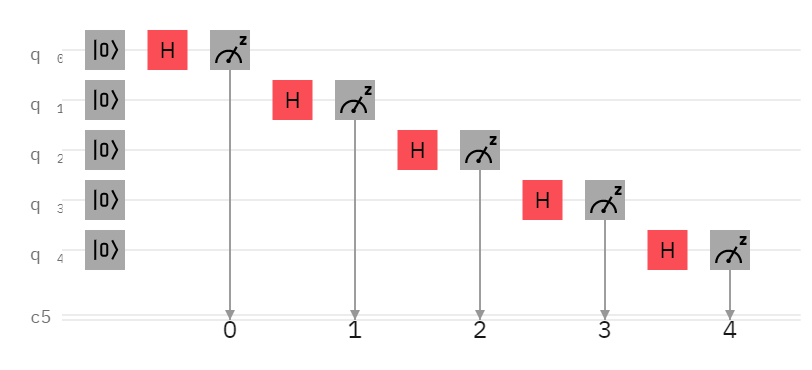 q 0 |0⟩ H z
q 1 |0⟩ H z
q 2 |0⟩ H z
q 3 |0⟩ H z
q 4 |0⟩ H z
c5
0 1 2 3 4